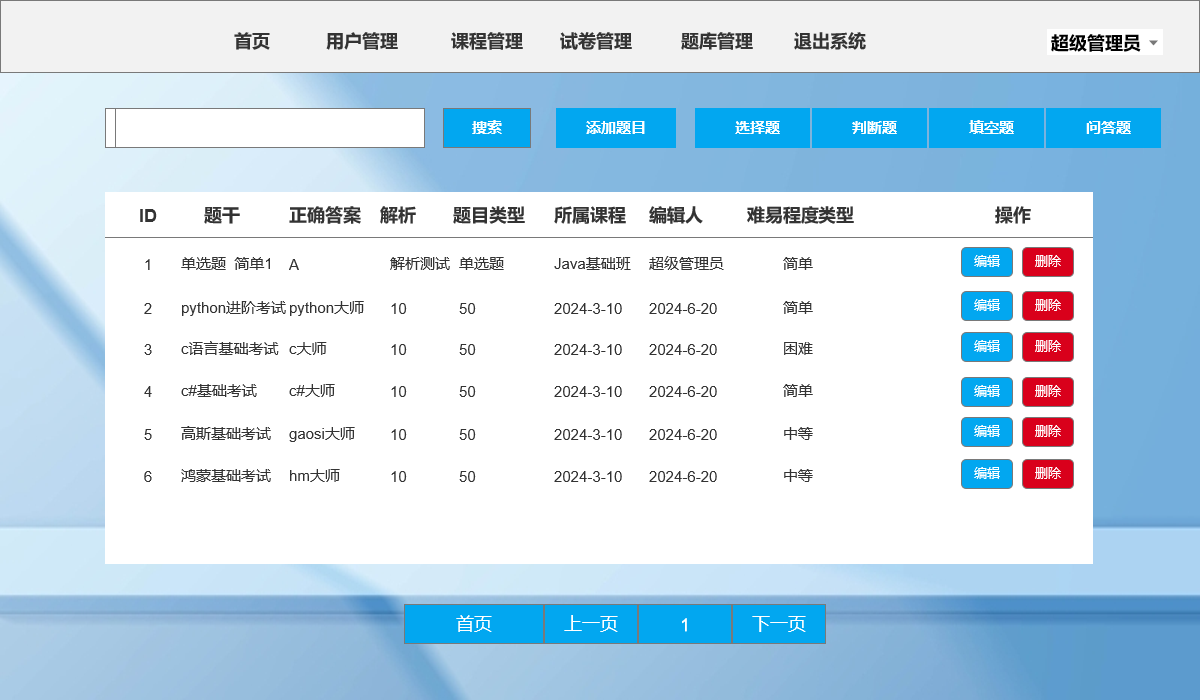 首页 用户管理 课程管理 试卷管理 题库管理 退出系统 超级管理员
搜索 添加题目 选择题 判断题 填空题 问答题
ID 题干 正确答案 解析 题目类型 所属课程 编辑人 难易程度类型 操作
1 单选题 简单1 A 解析测试 单选题 Java基础班 超级管理员 简单 编辑 删除
2 python进阶考试 python大师 10 50 2024-3-10 2024-6-20 简单 编辑 删除
3 c语言基础考试 c大师 10 50 2024-3-10 2024-6-20 困难 编辑 删除
4 c#基础考试 c#大师 10 50 2024-3-10 2024-6-20 简单 编辑 删除
5 高斯基础考试 gaosi大师 10 50 2024-3-10 2024-6-20 中等 编辑 删除
6 鸿蒙基础考试 hm大师 10 50 2024-3-10 2024-6-20 中等 编辑 删除
首页 上一页 1 下一页